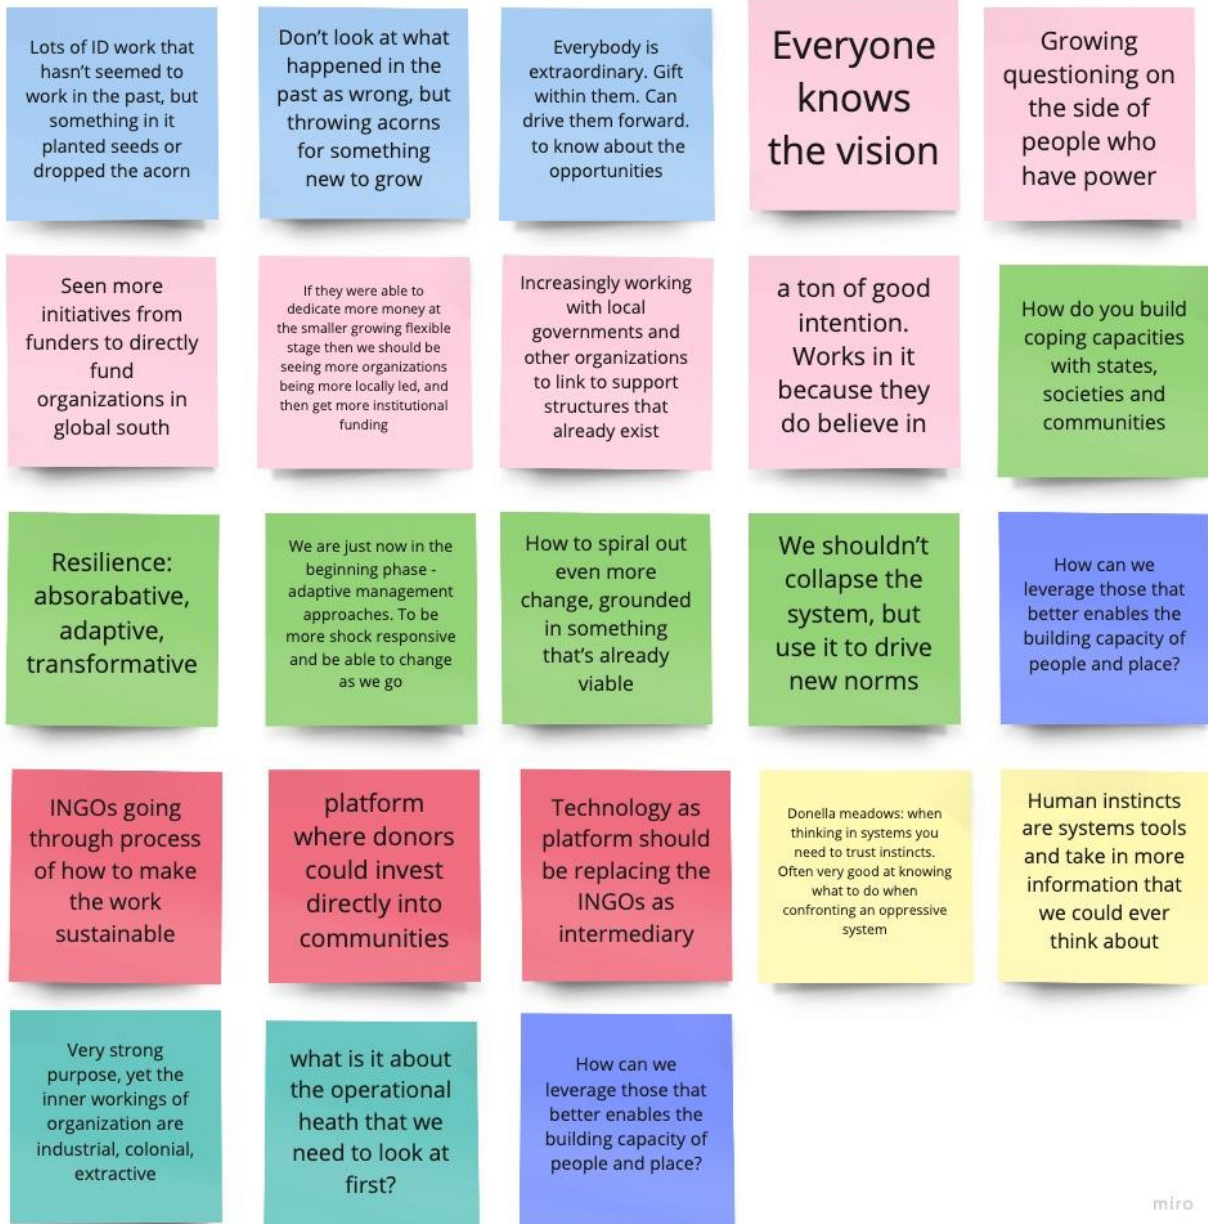 Lots of ID work that
hasn't seemed to
work in the past, but
something in it
planted seeds or
dropped the acorn
Don't look at what
happened in the
past as wrong, but
throwing acorns
for something
new to grow
Everybody is
extraordinary. Gift
within them. Can
drive them forward.
to know about the
opportunities
Everyone
knows
the vision
Growing
questioning on
the side of
people who
have power
Seen more
initiatives from
funders to directly
fund
organizations in
global south
If they were able to
dedicate more money at
the smaller growing flexible
stage then we should be
seeing more organizations
being more locally led, and
then get more institutional
funding
Increasingly working
with local
governments and
other organizations
to link to support
structures that
already exist
a ton of good
intention.
Works in it
because they
do believe in
How do you build
coping capacities
with states,
societies and
communities
Resilience:
absorabative,
adaptive,
transformative
We are just now in the
beginning phase -
adaptive management
approaches. To be
more shock responsive
and be able to change
as we go
How to spiral out
even more
change, grounded
in something
that's already
viable
We shouldn't
collapse the
system, but
use it to drive
new norms
How can we
leverage those that
better enables the
building capacity of
people and place?
INGOs going
through process
of how to make
the work
sustainable
platform
where donors
could invest
directly into
communities
Technology as
platform should
be replacing the
INGOs as
intermediary
Donella meadows: when
thinking in systems you
need to trust instincts.
Often very good at knowing
what to do when
confronting an oppressive
system
Human instincts
are systems tools
and take in more
information that
we could ever
think about
Very strong
purpose, yet the
inner workings of
organization are
industrial, colonial,
extractive
what is it about
the operational
heath that we
need to look at
first?
How can we
leverage those that
better enables the
building capacity of
people and place?
miro